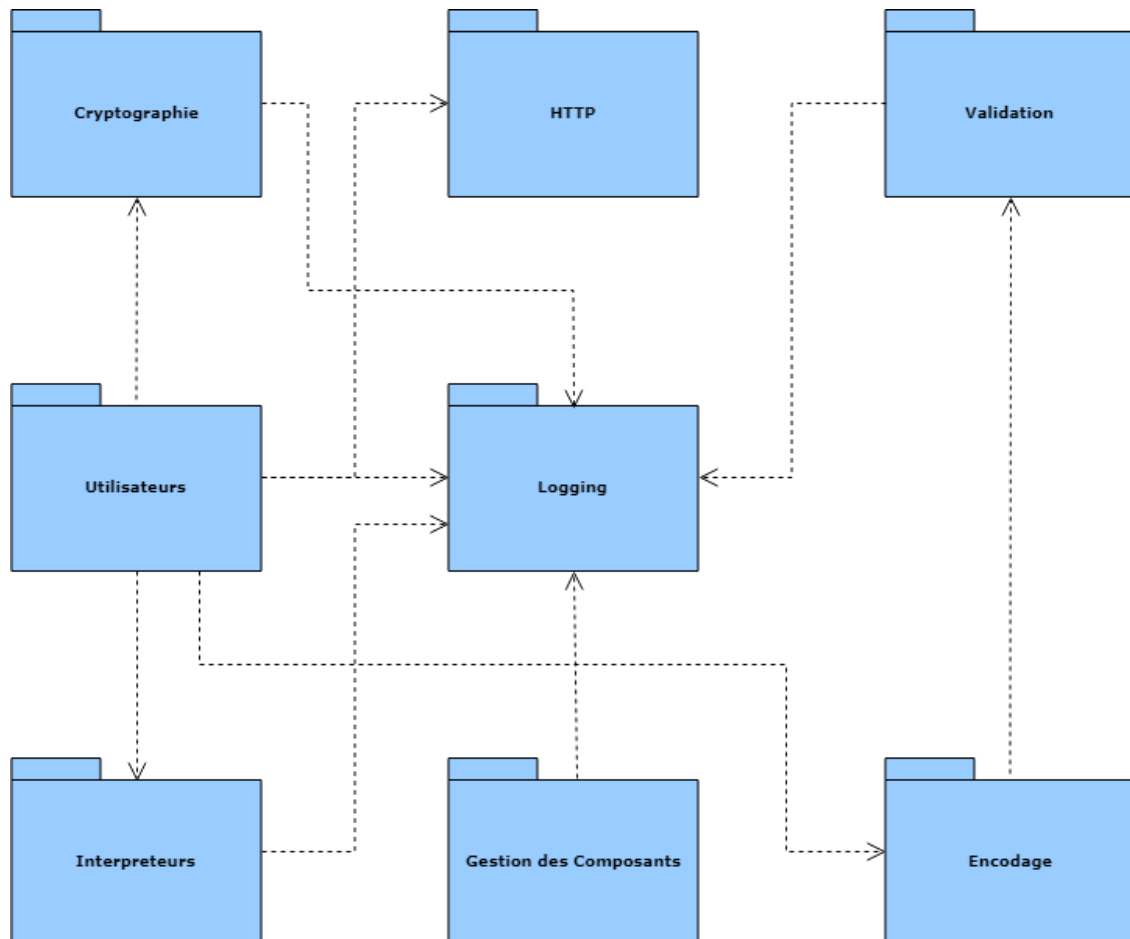 Cryptographie
HTTP
Validation
Utilisateurs
Logging
Interpreteurs
Gestion des Composants
Encodage